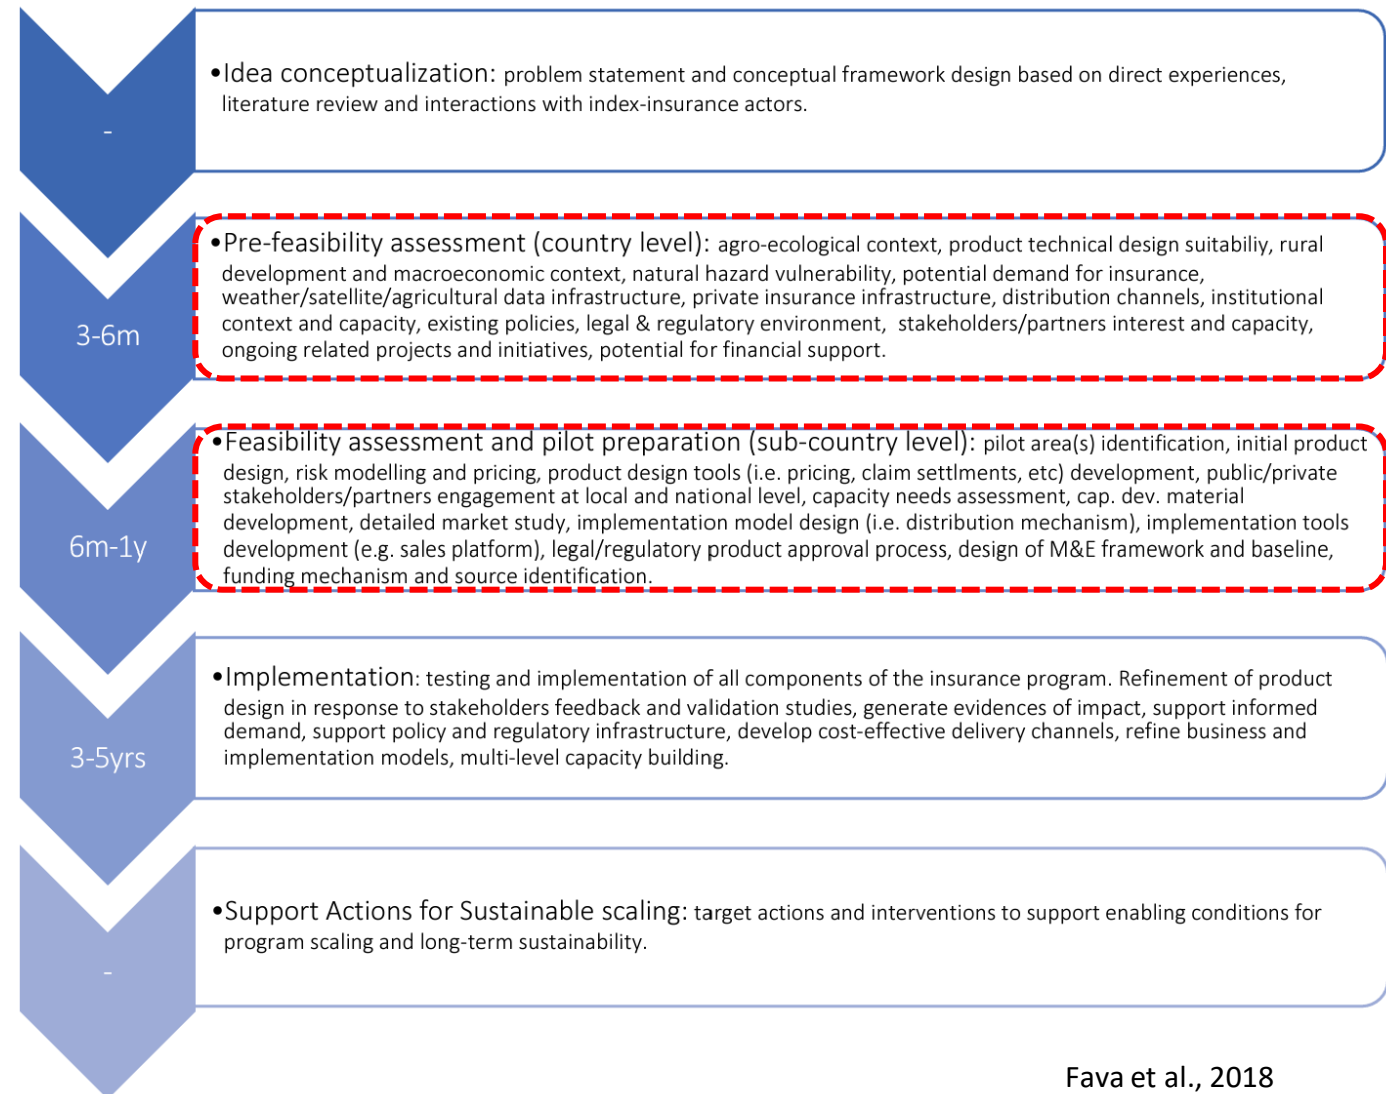 -
•Idea conceptualization: problem statement and conceptual framework design based on direct experiences,
literature review and interactions with index-insurance actors.
3-6m
•Pre-feasibility assessment (country level): agro-ecological context, product technical design suitabiliy, rural
development and macroeconomic context, natural hazard vulnerability, potential demand for insurance,
weather/satellite/agricultural data infrastructure, private insurance infrastructure, distribution channels, institutional
context and capacity, existing policies, legal & regulatory environment, stakeholders/partners interest and capacity,
ongoing related projects and initiatives, potential for financial support.
6m-1y
•Feasibility assessment and pilot preparation (sub-country level): pilot area(s) identification, initial product
design, risk modelling and pricing, product design tools (i.e. pricing, claim settlments, etc) development, public/private
stakeholders/partners engagement at local and national level, capacity needs assessment, cap. dev. material
development, detailed market study, implementation model design (i.e. distribution mechanism), implementation tools
development (e.g. sales platform), legal/regulatory product approval process, design of M&E framework and baseline,
funding mechanism and source identification.
3-5yrs
•Implementation: testing and implementation of all components of the insurance program. Refinement of product
design in response to stakeholders feedback and validation studies, generate evidences of impact, support informed
demand, support policy and regulatory infrastructure, develop cost-effective delivery channels, refine business and
implementation models, multi-level capacity building.
-
•Support Actions for Sustainable scaling: target actions and interventions to support enabling conditions for
program scaling and long-term sustainability.
Fava et al., 2018